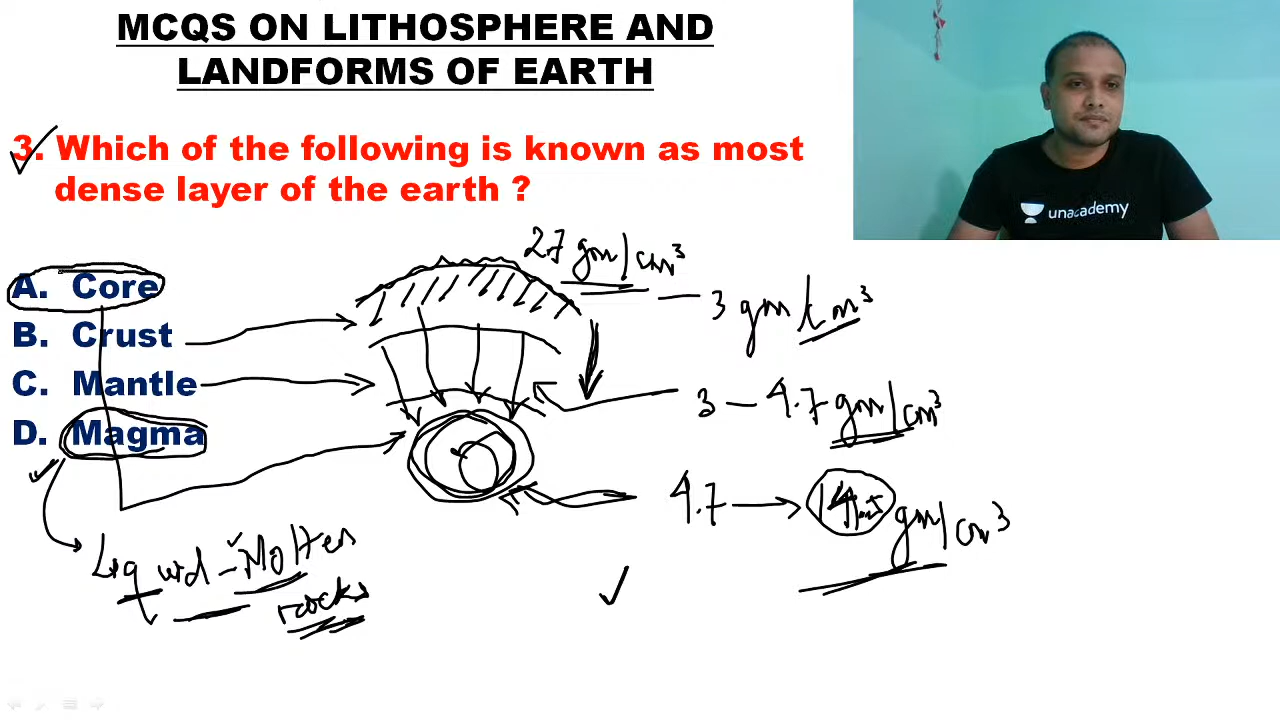 MCQS ON LITHOSPHERE AND
LANDFORMS OF EARTH
3. Which of the following is known as most
dense layer of the earth ?
A. Core
B. Crust
C. Mantle
D. Magma
2.7 gm/cm³
— 3 gm/cm³
3 — 4.7 gm/cm³
4.7 → gm/cm³
Liquid - Molten
rocks
unacademy